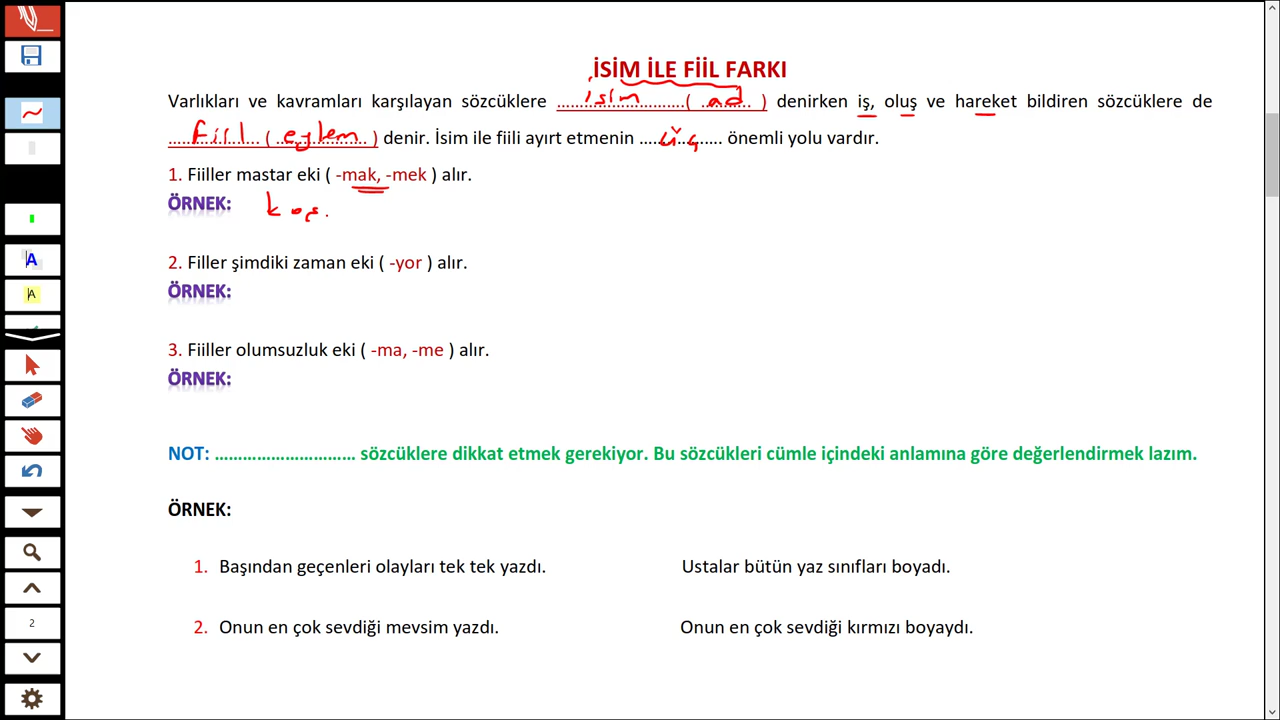 İSİM İLE FİİL FARKI
Varlıkları ve kavramları karşılayan sözcüklere isim ( ad ) denirken iş, oluş ve hareket bildiren sözcüklere de
fiil ( eylem ) denir. İsim ile fiili ayırt etmenin üç önemli yolu vardır.
1. Fiiller mastar eki ( -mak, -mek ) alır.
ÖRNEK:
2. Filler şimdiki zaman eki ( -yor ) alır.
ÖRNEK:
3. Fiiller olumsuzluk eki ( -ma, -me ) alır.
ÖRNEK:
NOT: ………………………… sözcüklere dikkat etmek gerekiyor. Bu sözcükleri cümle içindeki anlamına göre değerlendirmek lazım.
ÖRNEK:
1. Başından geçenleri olayları tek tek yazdı. Ustalar bütün yaz sınıfları boyadı.
2. Onun en çok sevdiği mevsim yazdı. Onun en çok sevdiği kırmızı boyaydı.
A
A
2